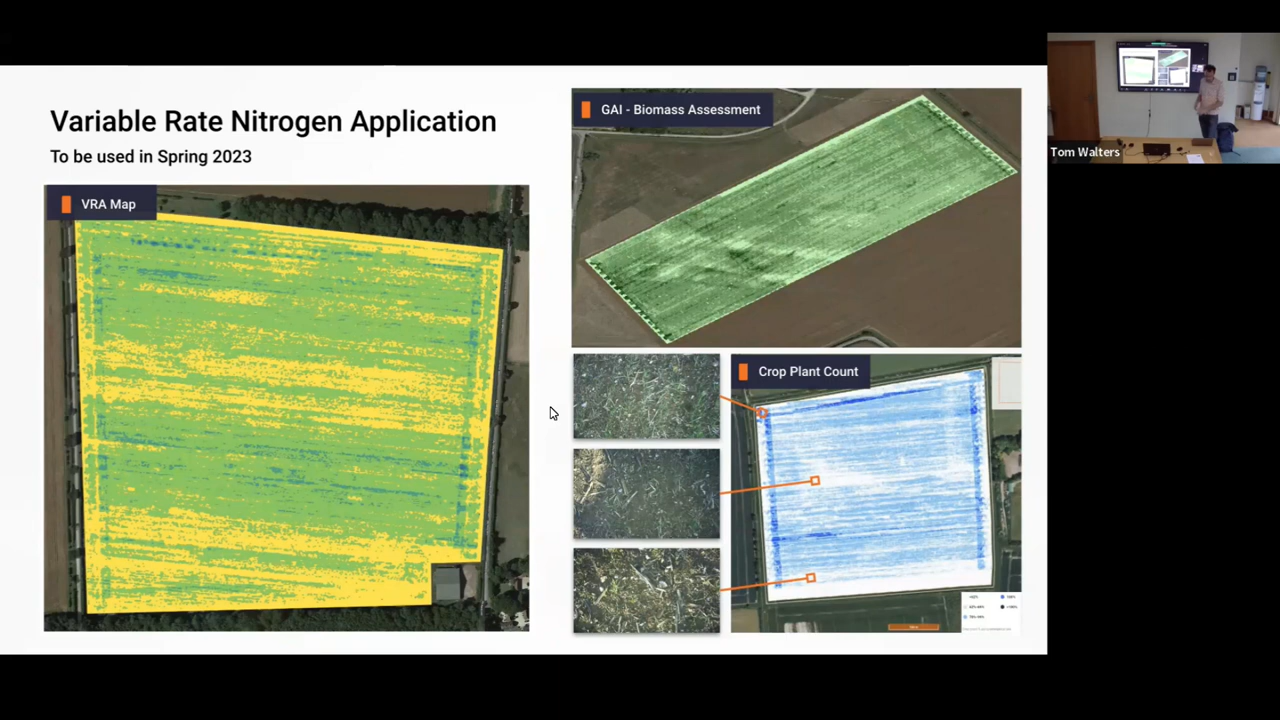 Variable Rate Nitrogen Application
To be used in Spring 2023
VRA Map
GAI - Biomass Assessment
Crop Plant Count
Tom Walters